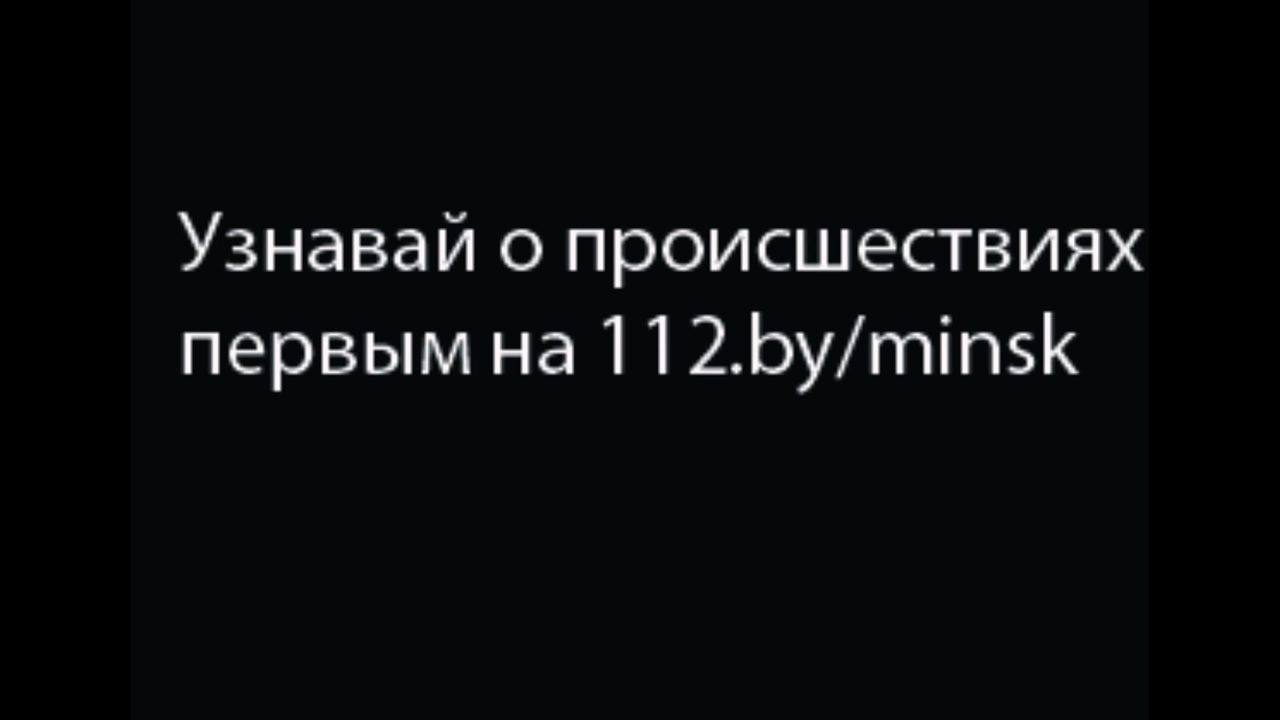 Узнавай о происшествиях
первым на 112.by/minsk